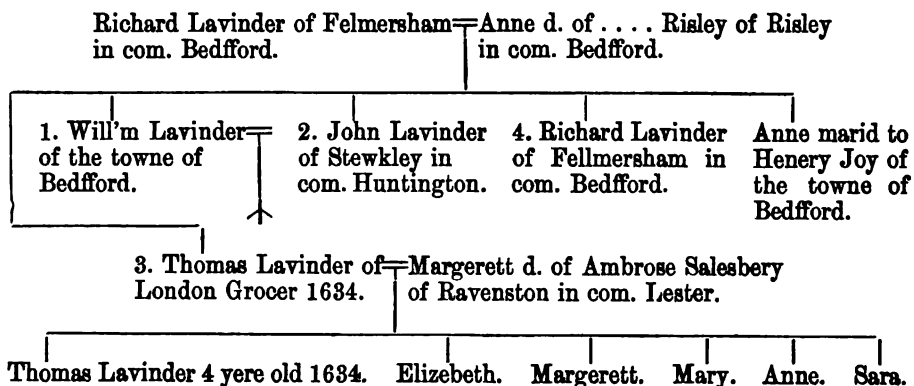 Richard Lavinder of Felmersham
in com. Bedfford.
Anne d. of .... Risley of Risley
in com. Bedfford.
1. Will'm Lavinder
of the towne of
Bedfford.
2. John Lavinder
of Stewkley in
com. Huntington.
4. Richard Lavinder
of Fellmersham in
com. Bedfford.
Anne marid to
Henery Joy of
the towne of
Bedfford.
3. Thomas Lavinder of
London Grocer 1634.
Margerett d. of Ambrose Salesbery
of Ravenston in com. Lester.
Thomas Lavinder 4 yere old 1634. Elizebeth. Margerett. Mary. Anne. Sara.